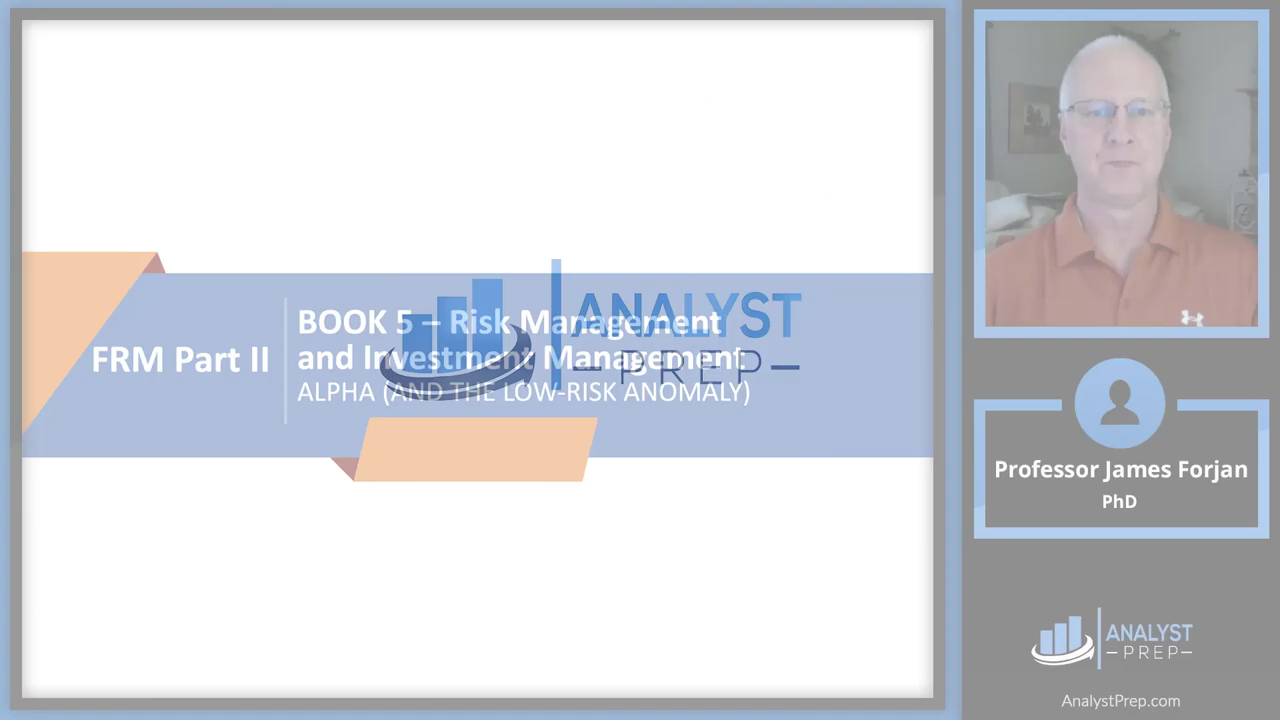 FRM Part II
BOOK 5 – Risk Management
and Investment Management
ALPHA (AND THE LOW-RISK ANOMALY)
ANALYST
PREP
Professor James Forjan
PhD
ANALYST
PREP
AnalystPrep.com